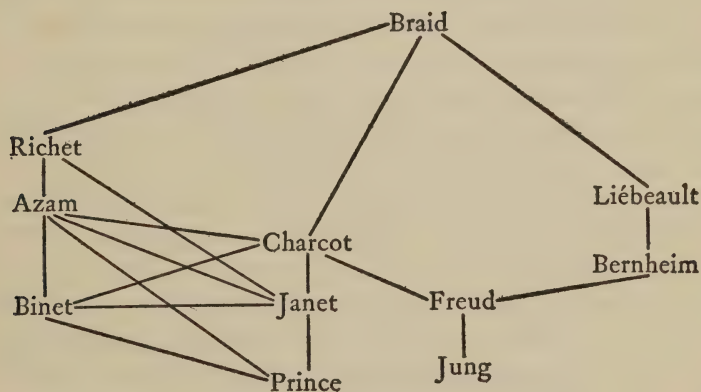 Braid
Richet
Azam
Liébeault
Charcot
Bernheim
Binet
Janet
Freud
Jung
Prince